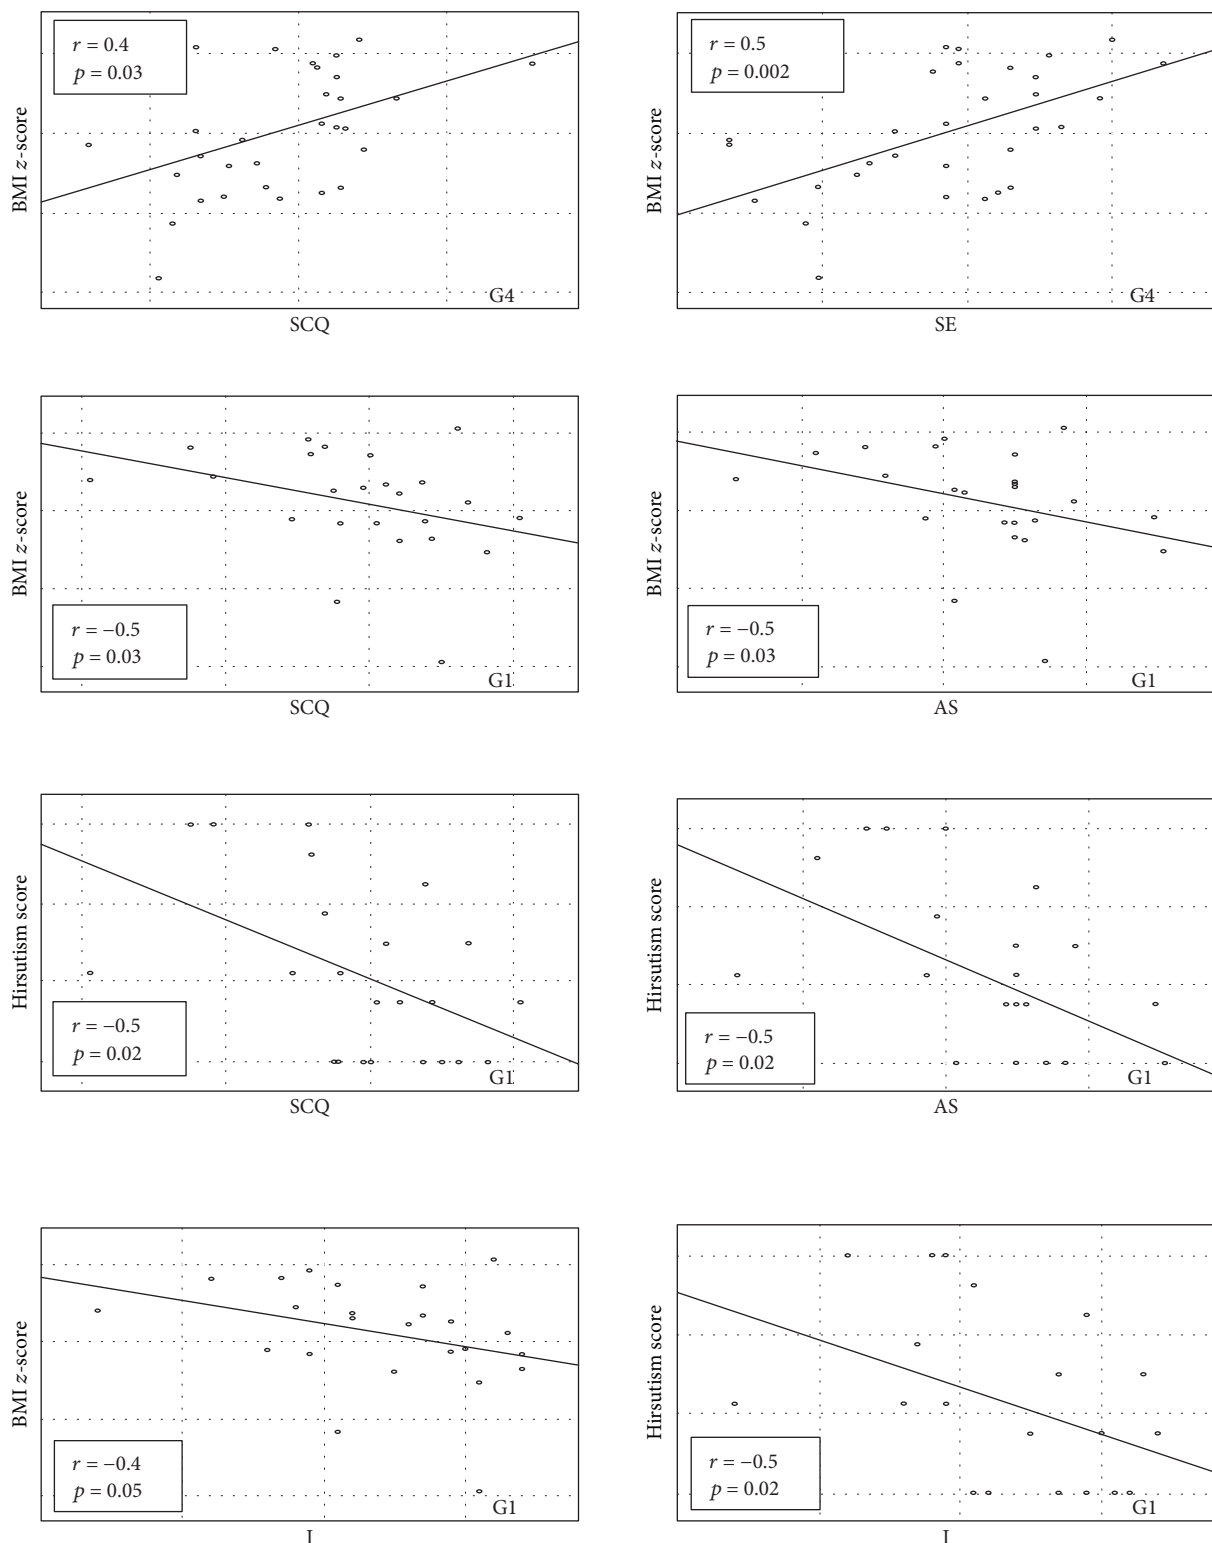 r = 0.4
p = 0.03
BMI z-score
G4
SCQ
r = 0.5
p = 0.002
BMI z-score
G4
SE
BMI z-score
r = −0.5
p = 0.03
G1
SCQ
BMI z-score
r = −0.5
p = 0.03
G1
AS
Hirsutism score
r = −0.5
p = 0.02
G1
SCQ
Hirsutism score
r = −0.5
p = 0.02
G1
AS
BMI z-score
r = −0.4
p = 0.05
G1
I
Hirsutism score
r = −0.5
p = 0.02
G1
I